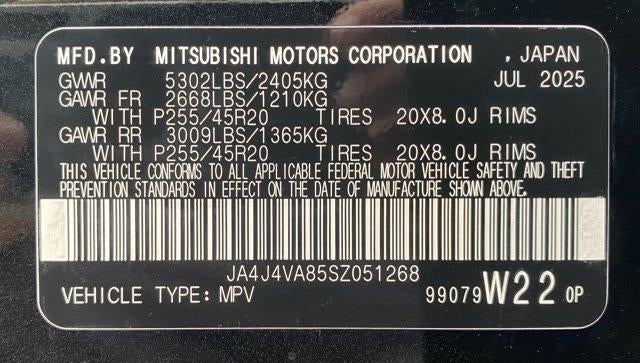 MFD.BY MITSUBISHI MOTORS CORPORATION , JAPAN
GVWR 5302LBS/2405KG JUL 2025
GAWR FR 2668LBS/1210KG
WITH P255/45R20 TIRES 20X8.0J RIMS
GAWR RR 3009LBS/1365KG
WITH P255/45R20 TIRES 20X8.0J RIMS
THIS VEHICLE CONFORMS TO ALL APPLICABLE FEDERAL MOTOR VEHICLE SAFETY AND THEFT
PREVENTION STANDARDS IN EFFECT ON THE DATE OF MANUFACTURE SHOWN ABOVE.
JA4J4VA85SZ051268
VEHICLE TYPE: MPV 99079 W22 0P